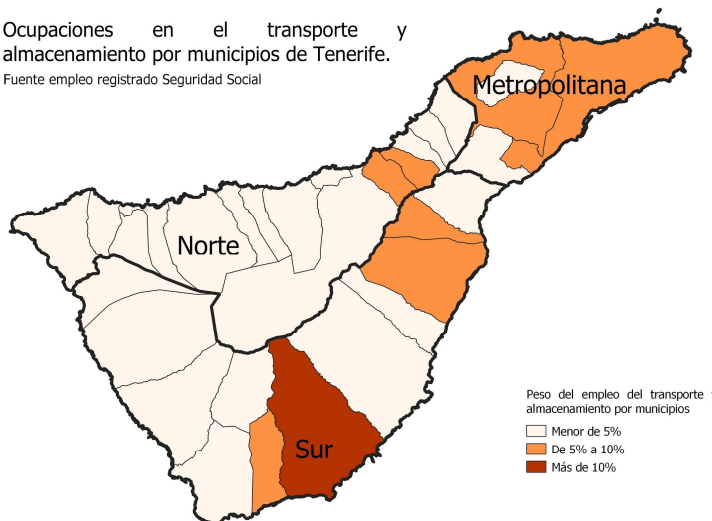 Ocupaciones en el transporte y
almacenamiento por municipios de Tenerife.
Fuente empleo registrado Seguridad Social
Metropolitana
Norte
Sur
Peso del empleo del transporte
almacenamiento por municipios
Menor de 5%
De 5% a 10%
Más de 10%